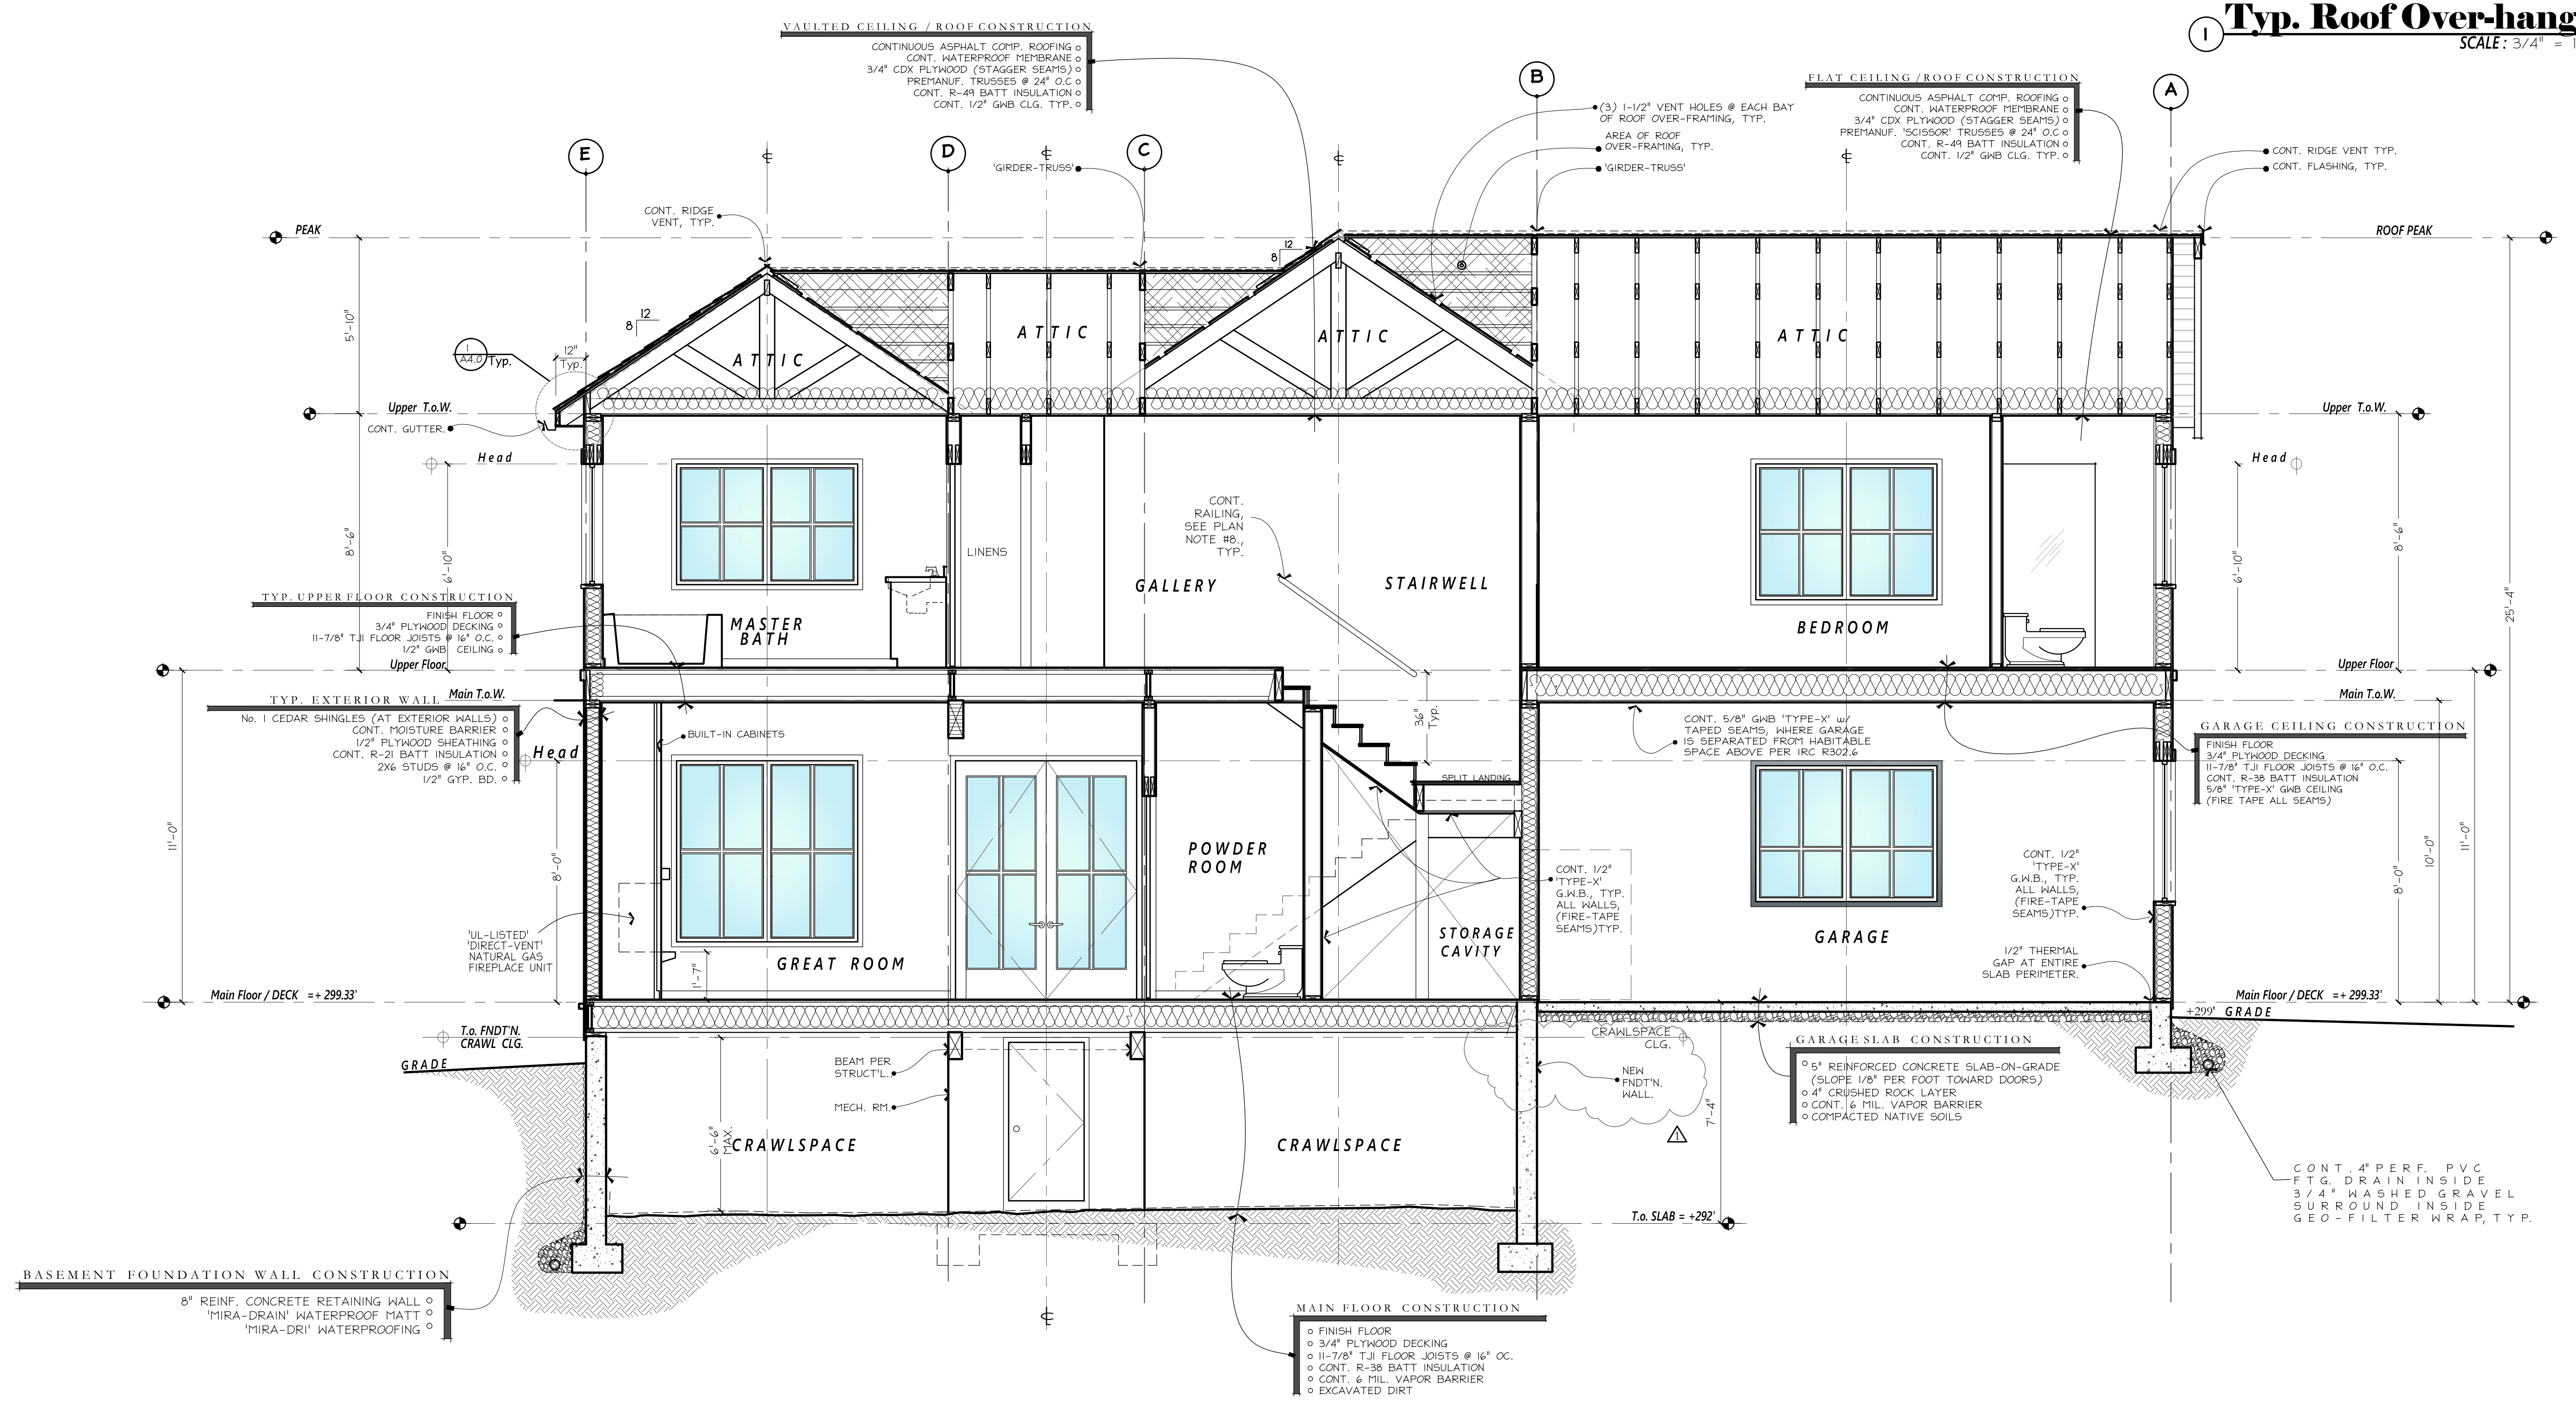 VAULTED CEILING / ROOF CONSTRUCTION
CONTINUOUS ASPHALT COMP. ROOFING
CONT. WATERPROOF MEMBRANE
3/4" CDX PLYWOOD (STAGGER SEAMS)
PREMANUF. TRUSSES @ 24" O.C
CONT. R-49 BATT INSULATION
CONT. 1/2" GWB CLG. TYP.
1
Typ. Roof Over-hang
SCALE : 3/4" = 1
FLAT CEILING / ROOF CONSTRUCTION
CONTINUOUS ASPHALT COMP. ROOFING
CONT. WATERPROOF MEMBRANE
3/4" CDX PLYWOOD (STAGGER SEAMS)
PREMANUF. 'SCISSOR' TRUSSES @ 24" O.C
CONT. R-49 BATT INSULATION
CONT. 1/2" GWB CLG. TYP.
(3) 1-1/2" VENT HOLES @ EACH BAY
OF ROOF OVER-FRAMING, TYP.
AREA OF ROOF
OVER-FRAMING, TYP.
'GIRDER-TRUSS'
E
D
C
B
A
'GIRDER-TRUSS'
CONT. RIDGE VENT TYP.
CONT. FLASHING, TYP.
CONT. RIDGE
VENT, TYP.
PEAK
ROOF PEAK
12
8
12
8
5'-10"
12"
Typ.
1
A4.0
Typ.
ATTIC
ATTIC
ATTIC
ATTIC
Upper T.o.W.
Upper T.o.W.
CONT. GUTTER.
Head
Head
8'-6"
6'-10"
CONT.
RAILING,
SEE PLAN
NOTE #8.,
TYP.
LINENS
GALLERY
STAIRWELL
MASTER
BATH
BEDROOM
6'-10"
8'-6"
25'-4"
TYP. UPPER FLOOR CONSTRUCTION
FINISH FLOOR
3/4" PLYWOOD DECKING
11-7/8" TJI FLOOR JOISTS @ 16" O.C.
1/2" GWB CEILING
Upper Floor
Upper Floor
Main T.o.W.
Main T.o.W.
TYP. EXTERIOR WALL
No. 1 CEDAR SHINGLES (AT EXTERIOR WALLS)
CONT. MOISTURE BARRIER
1/2" PLYWOOD SHEATHING
CONT. R-21 BATT INSULATION
2X6 STUDS @ 16" O.C.
1/2" GYP. BD.
Head
BUILT-IN CABINETS
36"
Typ.
SPLIT LANDING
CONT. 5/8" GWB 'TYPE-X' w/
TAPED SEAMS, WHERE GARAGE
IS SEPARATED FROM HABITABLE
SPACE ABOVE PER IRC R302.6
GARAGE CEILING CONSTRUCTION
FINISH FLOOR
3/4" PLYWOOD DECKING
11-7/8" TJI FLOOR JOISTS @ 16" O.C.
CONT. R-38 BATT INSULATION
5/8" 'TYPE-X' GWB CEILING
(FIRE TAPE ALL SEAMS)
11'-0"
8'-0"
POWDER
ROOM
CONT. 1/2"
'TYPE-X'
G.W.B., TYP.
ALL WALLS,
(FIRE-TAPE
SEAMS)TYP.
CONT. 1/2"
'TYPE-X'
G.W.B., TYP.
ALL WALLS,
(FIRE-TAPE
SEAMS)TYP.
8'-0"
10'-0"
11'-0"
'UL-LISTED'
'DIRECT-VENT'
NATURAL GAS
FIREPLACE UNIT
GREAT ROOM
1'-7"
STORAGE
CAVITY
GARAGE
1/2" THERMAL
GAP AT ENTIRE
SLAB PERIMETER.
Main Floor / DECK =+ 299.33'
Main Floor / DECK =+ 299.33'
+299' GRADE
T.o. FNDT'N.
CRAWL CLG.
GRADE
CRAWLSPACE
CLG.
BEAM PER
STRUCT'L.
MECH. RM.
NEW
FNDT'N.
WALL.
1
7'-4"
GARAGE SLAB CONSTRUCTION
5" REINFORCED CONCRETE SLAB-ON-GRADE
(SLOPE 1/8" PER FOOT TOWARD DOORS)
4" CRUSHED ROCK LAYER
CONT. 6 MIL. VAPOR BARRIER
COMPACTED NATIVE SOILS
6'-6"
MAX.
CRAWLSPACE
CRAWLSPACE
CONT. 4" PERF. PVC
FTG. DRAIN INSIDE
3/4" WASHED GRAVEL
SURROUND INSIDE
GEO-FILTER WRAP, TYP.
T.o. SLAB = +292'
BASEMENT FOUNDATION WALL CONSTRUCTION
8" REINF. CONCRETE RETAINING WALL
'MIRA-DRAIN' WATERPROOF MATT
'MIRA-DRI' WATERPROOFING
MAIN FLOOR CONSTRUCTION
FINISH FLOOR
3/4" PLYWOOD DECKING
11-7/8" TJI FLOOR JOISTS @ 16" OC.
CONT. R-38 BATT INSULATION
CONT. 6 MIL. VAPOR BARRIER
EXCAVATED DIRT